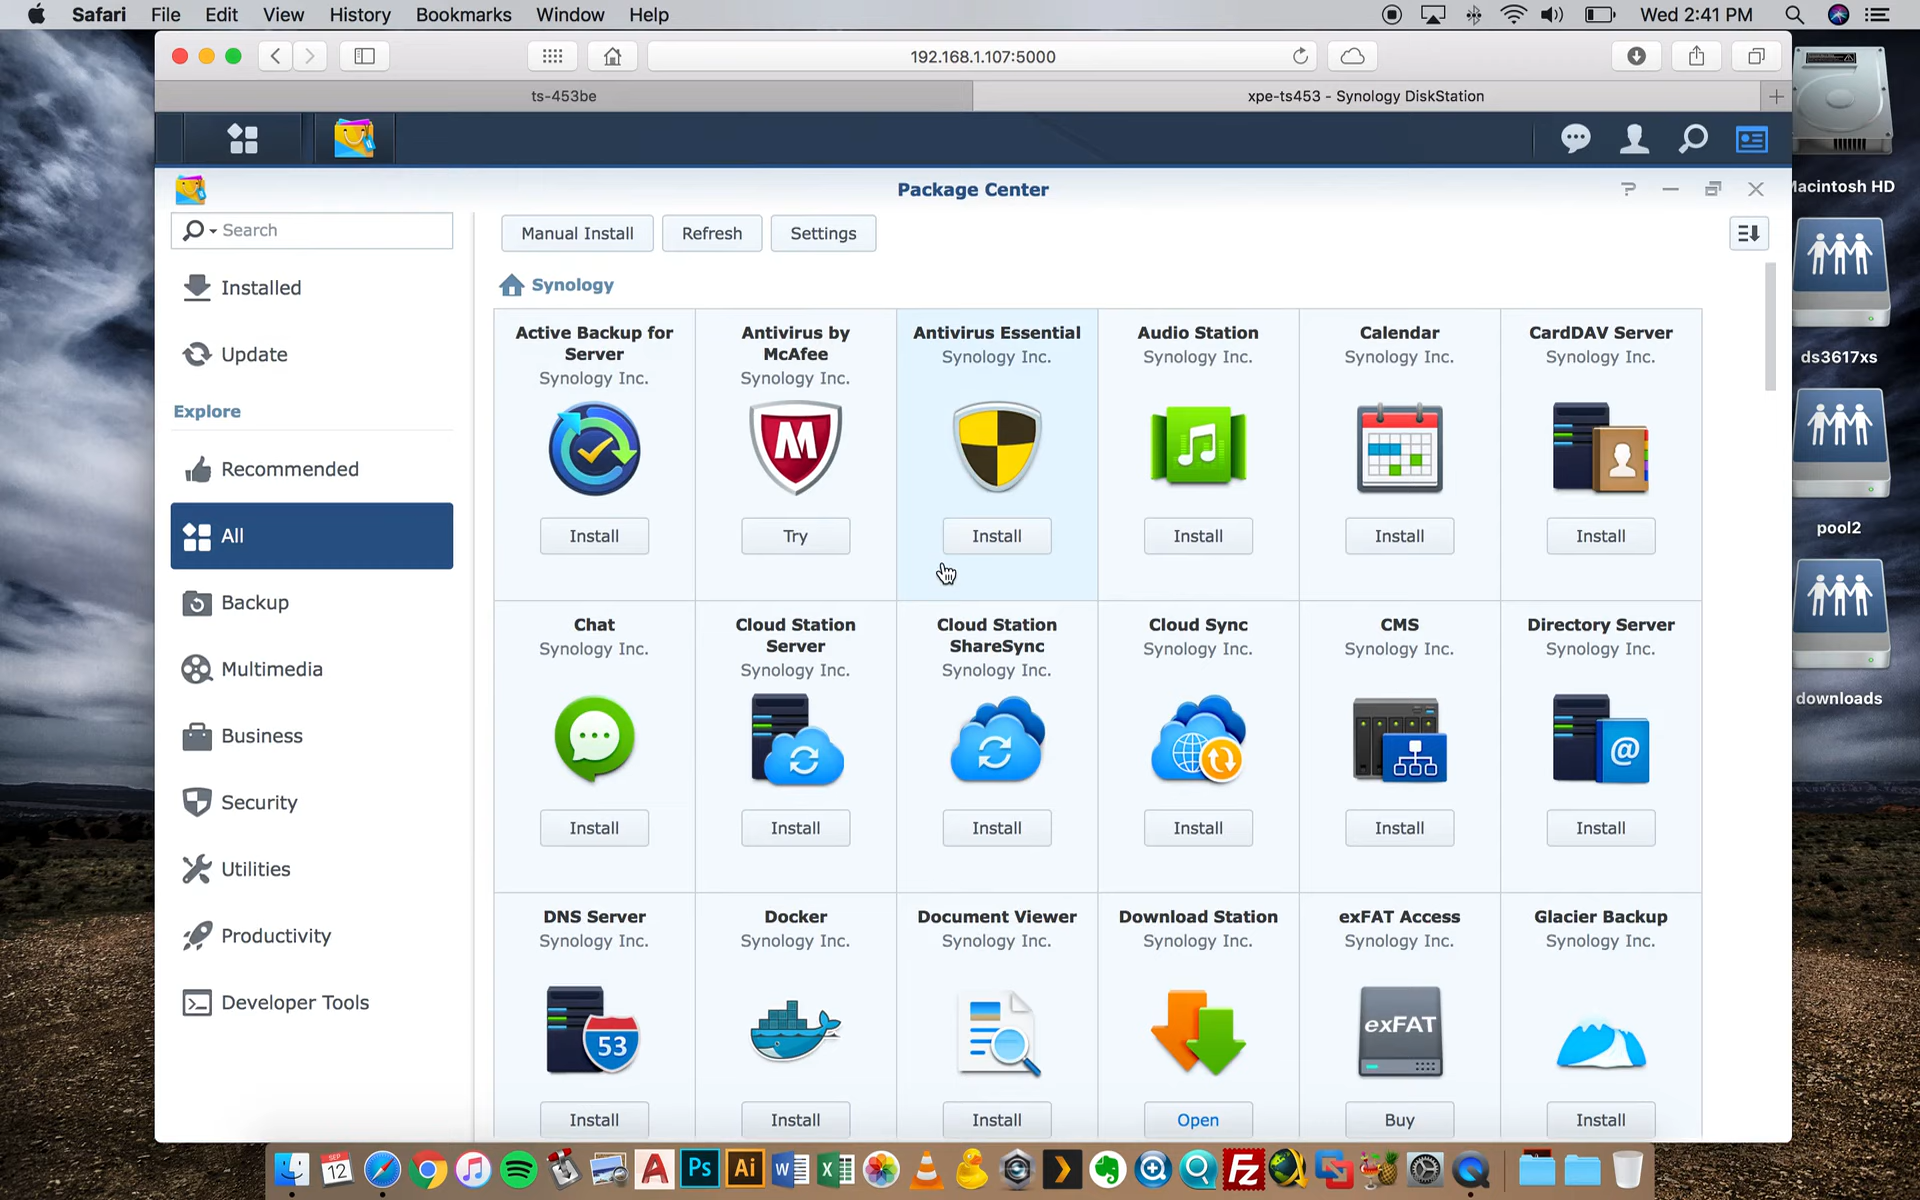 Safari File Edit View History Bookmarks Window Help Wed 2:41 PM
192.168.1.107:5000
ts-453be
xpe-ts453 - Synology DiskStation
Package Center
Search
Manual Install Refresh Settings
Installed
Update
Explore
Recommended
All
Backup
Multimedia
Business
Security
Utilities
Productivity
Developer Tools
Synology
Active Backup for
Server
Synology Inc.
Install
Antivirus by
McAfee
Synology Inc.
M
Try
Antivirus Essential
Synology Inc.
Install
Audio Station
Synology Inc.
Install
Calendar
Synology Inc.
Install
CardDAV Server
Synology Inc.
Install
Chat
Synology Inc.
Install
Cloud Station
Server
Synology Inc.
Install
Cloud Station
ShareSync
Synology Inc.
Install
Cloud Sync
Synology Inc.
Install
CMS
Synology Inc.
Install
Directory Server
Synology Inc.
@
Install
DNS Server
Synology Inc.
53
Install
Docker
Synology Inc.
Install
Document Viewer
Synology Inc.
Install
Download Station
Synology Inc.
Open
exFAT Access
Synology Inc.
exFAT
Buy
Glacier Backup
Synology Inc.
Install
Macintosh HD
ds3617xs
pool2
downloads
SEP
12
A
Ps
Ai
W
X
Fz